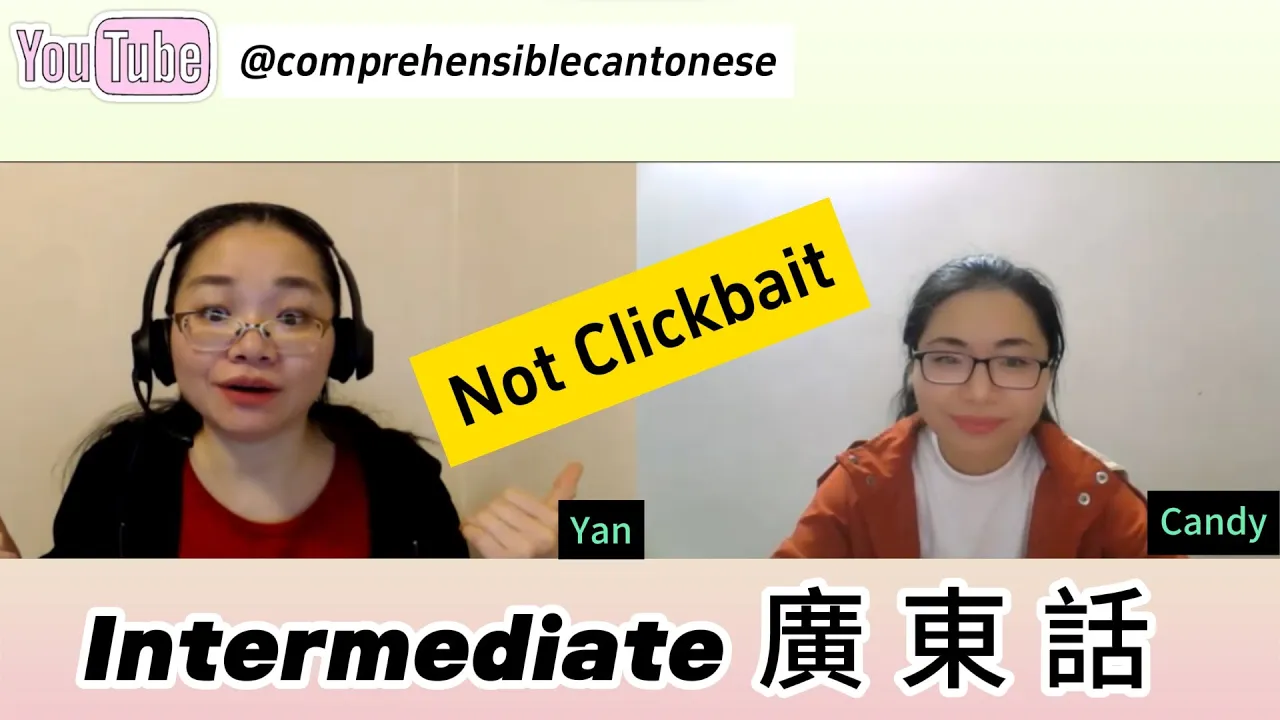 YouTube
@comprehensiblecantonese
Not Clickbait
Yan
Candy
Intermediate 廣東話